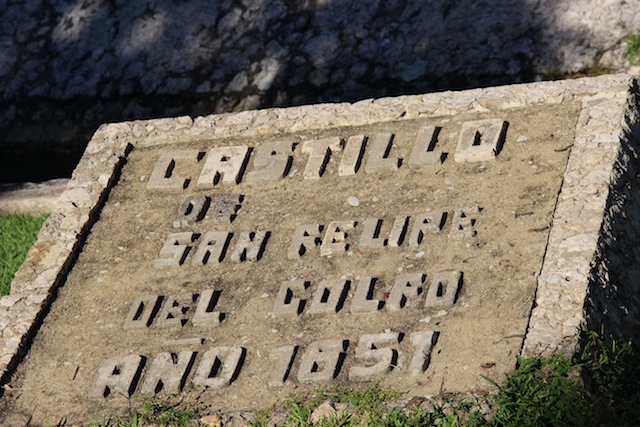 CASTILLO
DE
SAN FELIPE
DEL GOLFO
AÑO 1651